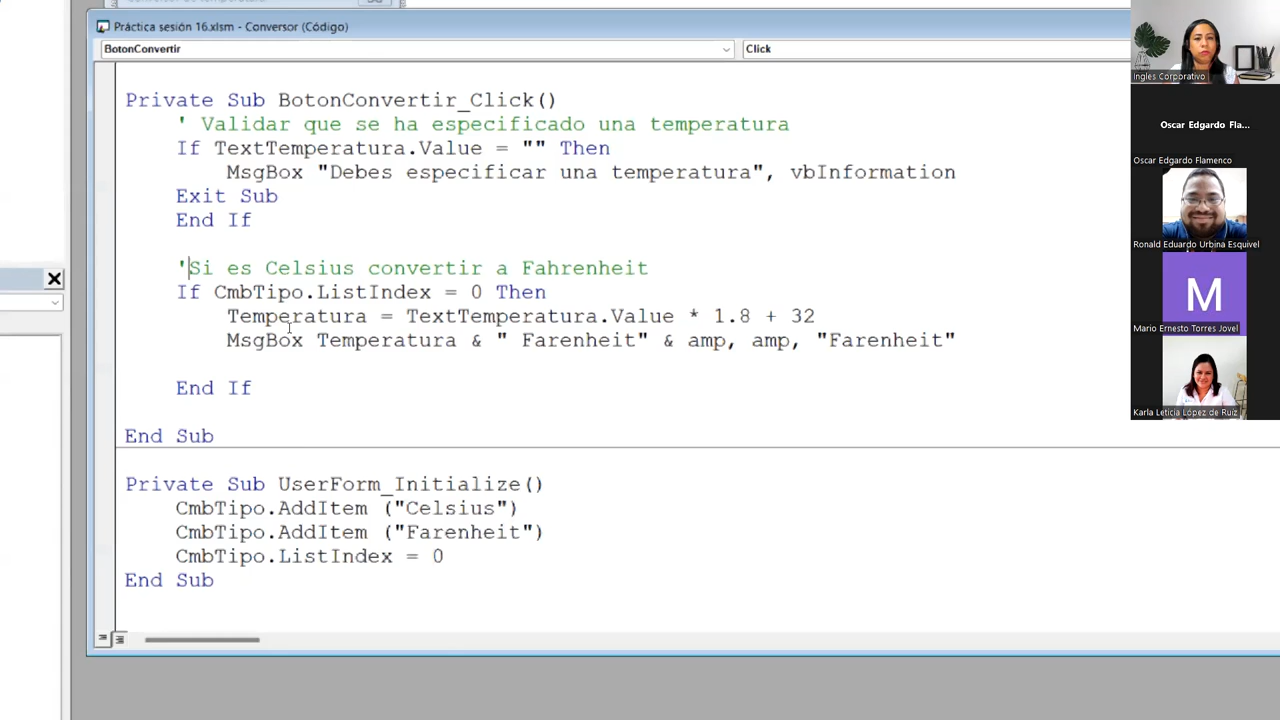 Práctica sesión 16.xlsm - Conversor (Código)
BotonConvertir
Click
Private Sub BotonConvertir_Click()
' Validar que se ha especificado una temperatura
If TextTemperatura.Value = "" Then
MsgBox "Debes especificar una temperatura", vbInformation
Exit Sub
End If
'Si es Celsius convertir a Fahrenheit
If CmbTipo.ListIndex = 0 Then
Temperatura = TextTemperatura.Value * 1.8 + 32
MsgBox Temperatura & " Farenheit" & amp, amp, "Farenheit"
End If
End Sub
Private Sub UserForm_Initialize()
CmbTipo.AddItem ("Celsius")
CmbTipo.AddItem ("Farenheit")
CmbTipo.ListIndex = 0
End Sub
Ingles Corporativo
Oscar Edgardo Fla...
Oscar Edgardo Flamenco
Ronald Eduardo Urbina Esquivel
M
Mario Ernesto Torres Jovel
Karla Leticia López de Ruiz